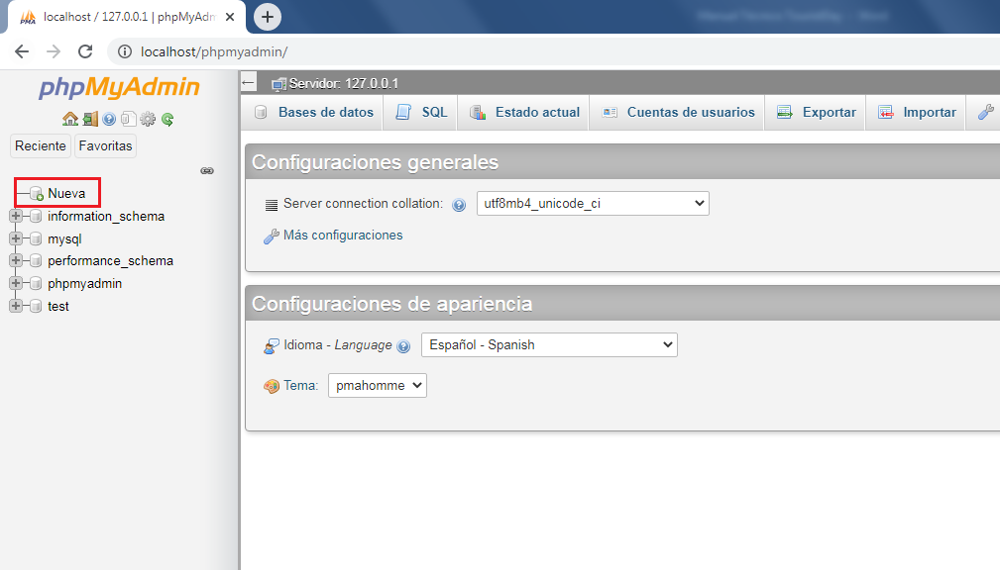 PMA localhost / 127.0.0.1 | phpMyAdm
localhost/phpmyadmin/
phpMyAdmin
Reciente Favoritas
Nueva
information_schema
mysql
performance_schema
phpmyadmin
test
Servidor: 127.0.0.1
Bases de datos SQL Estado actual Cuentas de usuarios Exportar Importar
Configuraciones generales
Server connection collation: utf8mb4_unicode_ci
Más configuraciones
Configuraciones de apariencia
Idioma - Language Español - Spanish
Tema: pmahomme